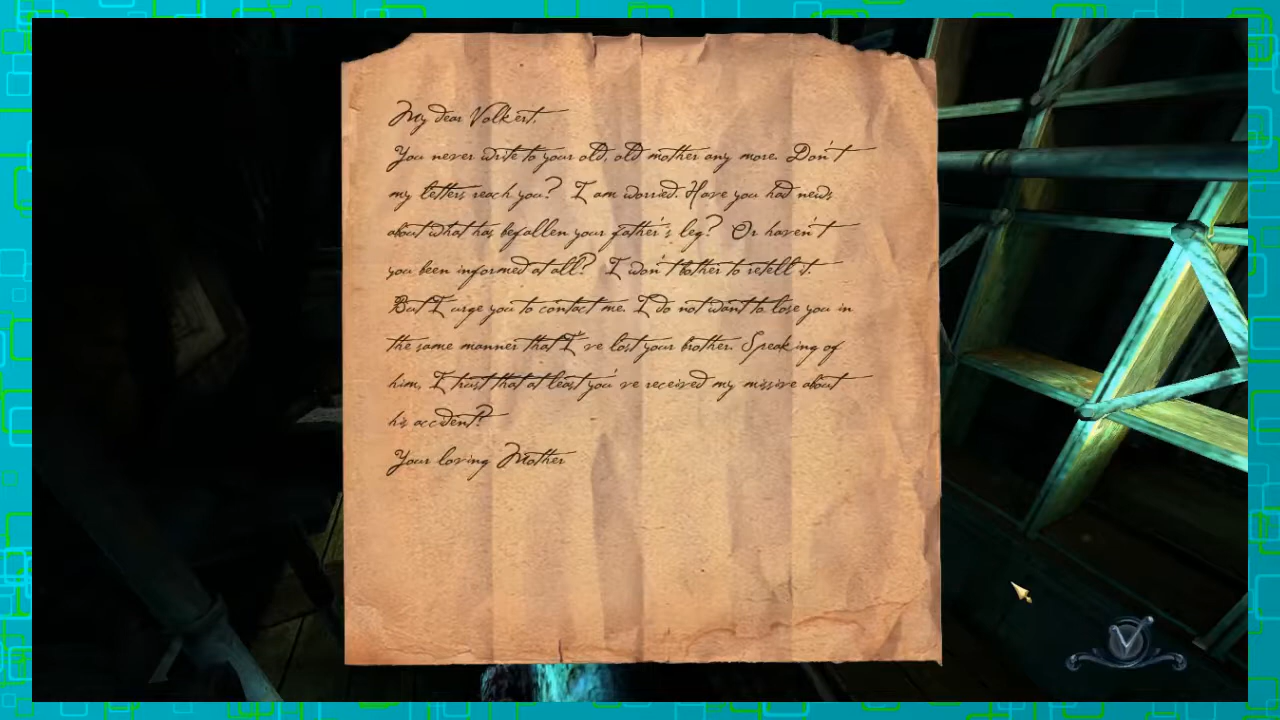 My dear Volkert,
You never write to your old, old mother any more. Don't
my letters reach you? I am worried. Have you had news
about what has befallen your father's leg? Or haven't
you been informed at all? I won't bother to retell it.
But I urge you to contact me. I do not want to lose you in
the same manner that I've lost your brother. Speaking of
him, I trust that at least you've received my missive about
his accident?
Your loving Mother